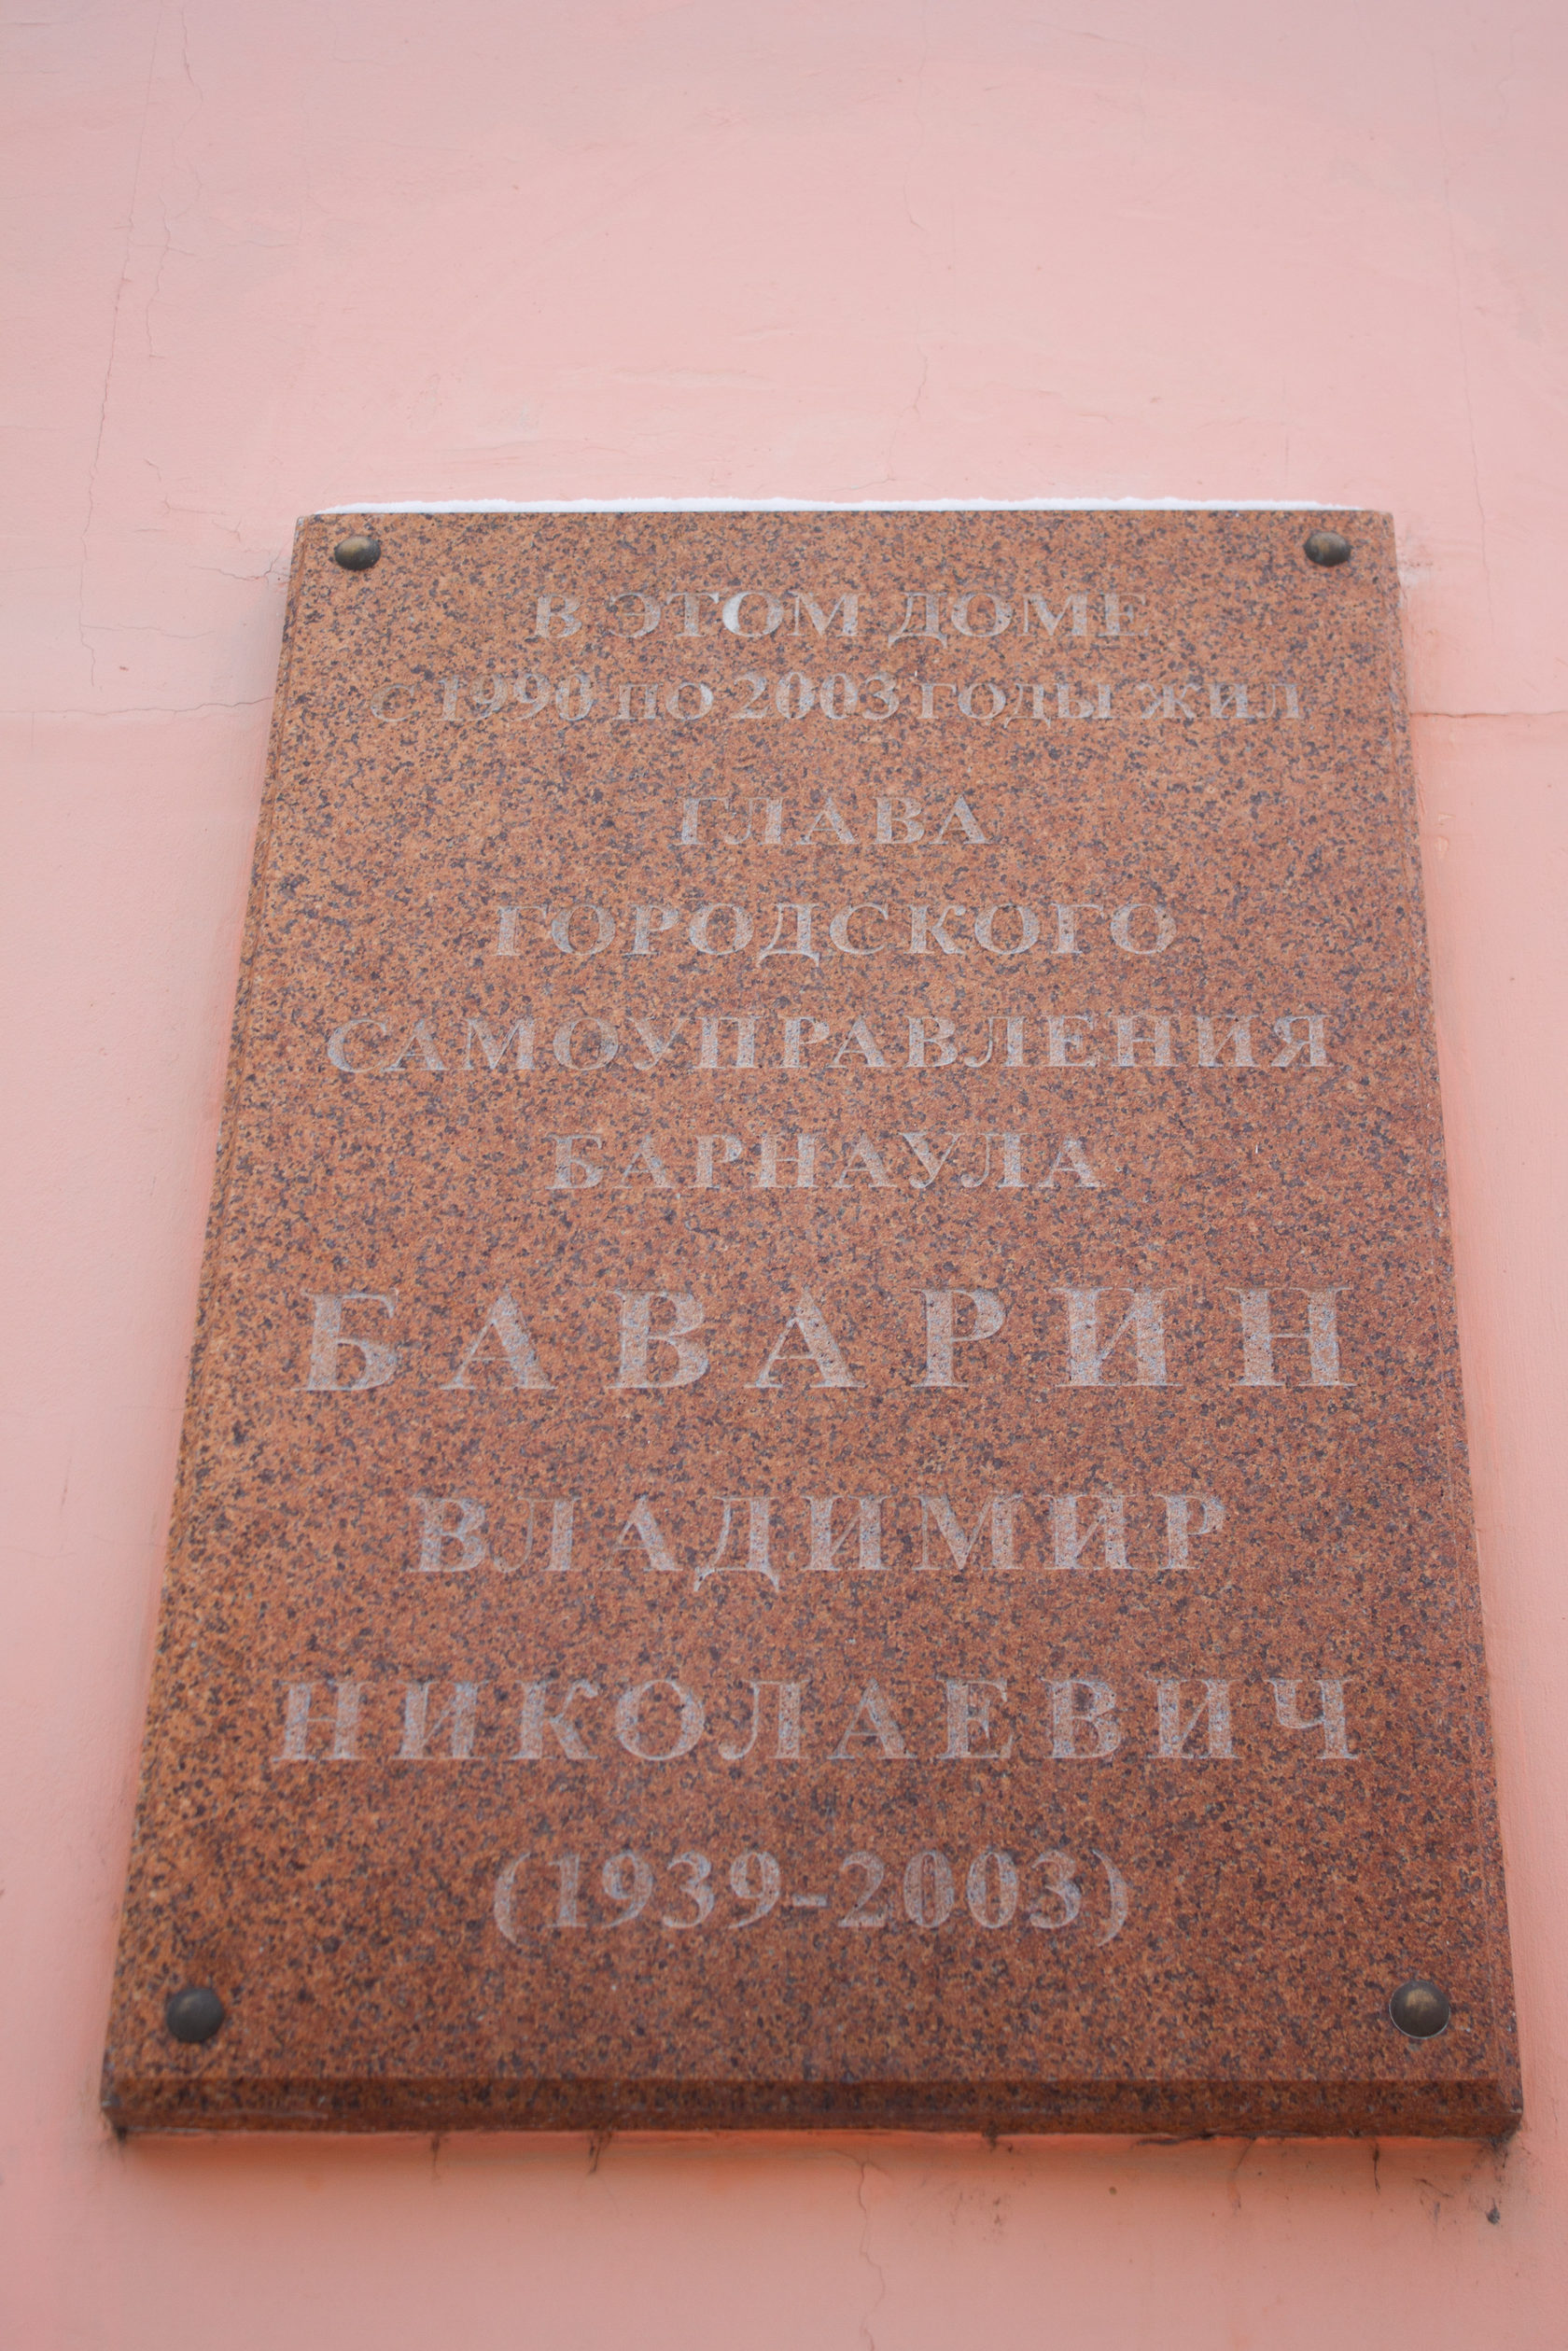 В ЭТОМ ДОМЕ
С 1990 ПО 2003 ГОДЫ ЖИЛ
ГЛАВА
ГОРОДСКОГО
САМОУПРАВЛЕНИЯ
БАРНАУЛА
БАВАРИН
ВЛАДИМИР
НИКОЛАЕВИЧ
(1939-2003)